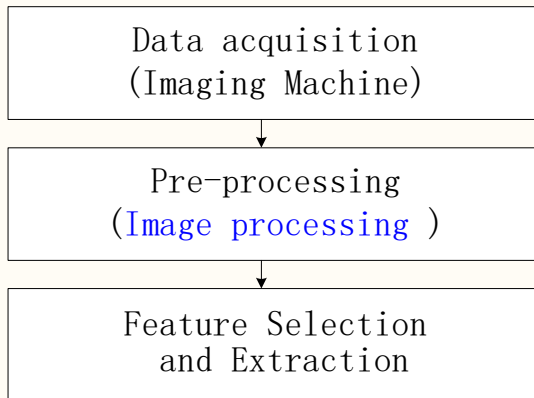 Data acquisition
(Imaging Machine)
Pre-processing
(Image processing )
Feature Selection
and Extraction